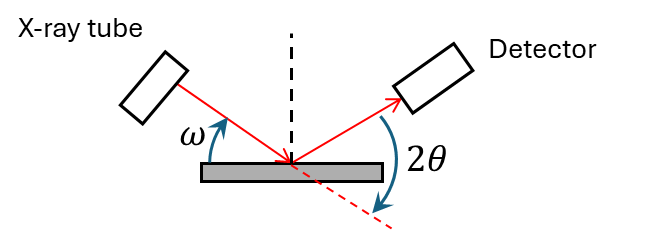 X-ray tube
Detector
ω
2θ